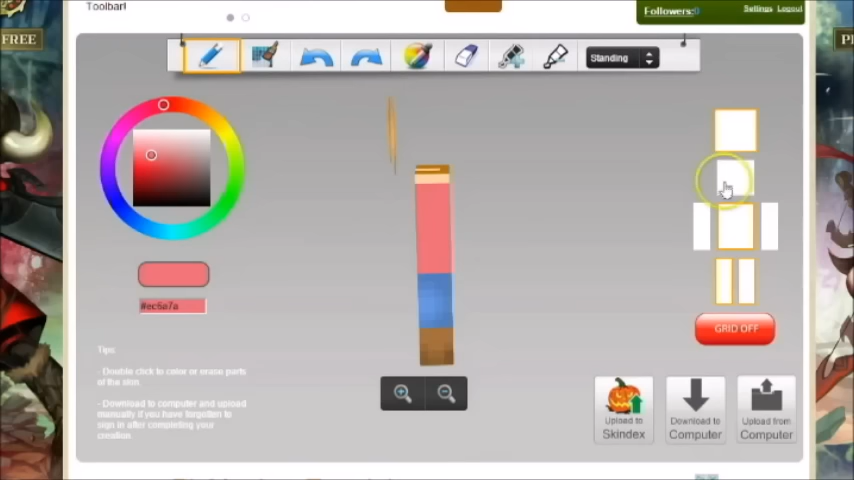 Toolbar!
Followers:0
Settings Logout
FREE
Standing
#ec6a7a
Tips:
- Double click to color or erase parts
of the skin.
- Download to computer and upload
manually if you have forgotten to
sign in after completing your
creation.
GRID OFF
Upload to
Skindex
Download to
Computer
Upload from
Computer